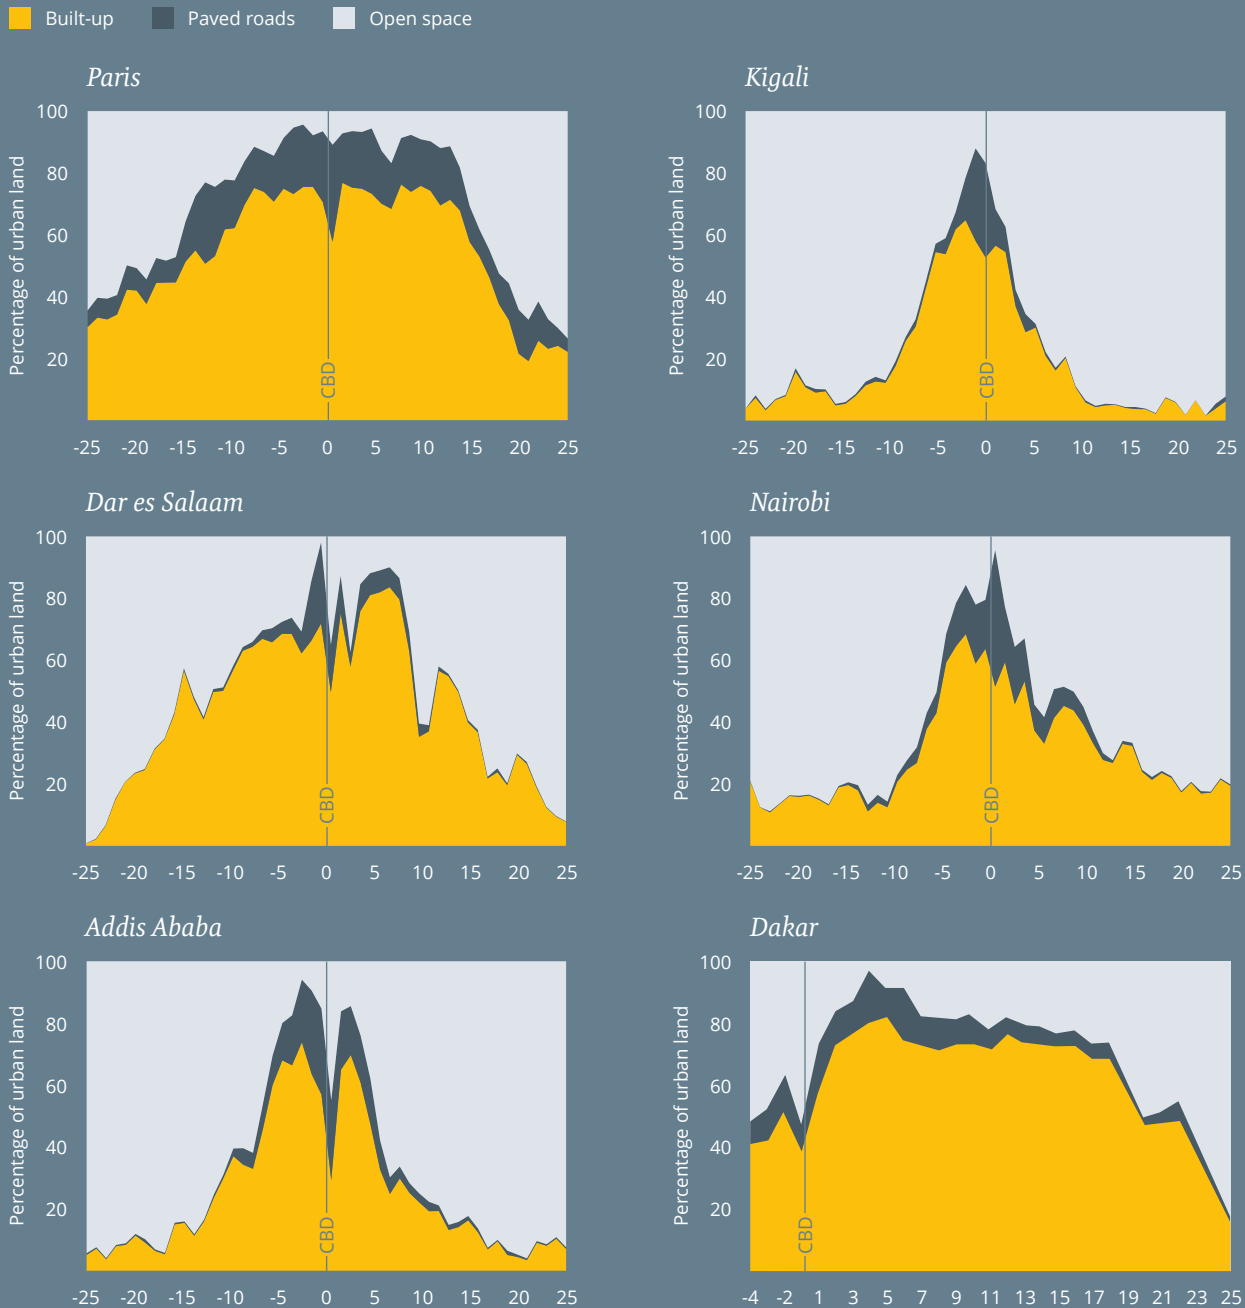 Built-up Paved roads Open space
Paris
Percentage of urban land
100
80
60
40
20
CBD
-25 -20 -15 -10 -5 0 5 10 15 20 25
Kigali
Percentage of urban land
100
80
60
40
20
CBD
-25 -20 -15 -10 -5 0 5 10 15 20 25
Dar es Salaam
Percentage of urban land
100
80
60
40
20
CBD
-25 -20 -15 -10 -5 0 5 10 15 20 25
Nairobi
Percentage of urban land
100
80
60
40
20
CBD
-25 -20 -15 -10 -5 0 5 10 15 20 25
Addis Ababa
Percentage of urban land
100
80
60
40
20
CBD
-25 -20 -15 -10 -5 0 5 10 15 20 25
Dakar
Percentage of urban land
100
80
60
40
20
CBD
-4 -2 1 3 5 7 9 11 13 15 17 19 21 23 25